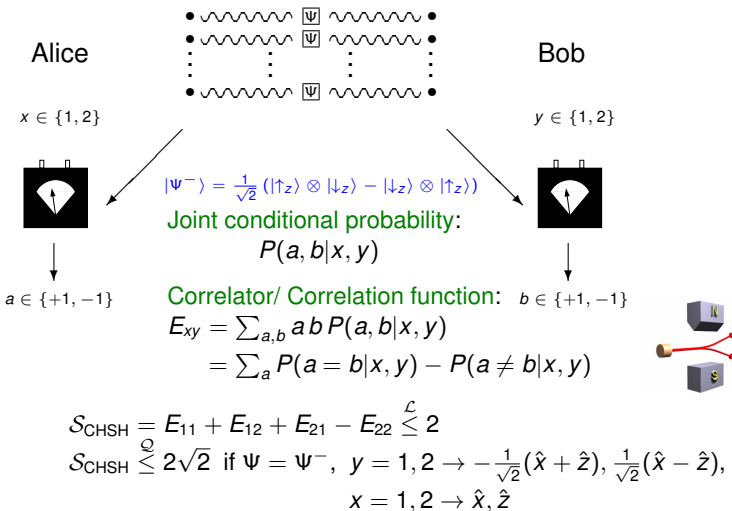 Ψ
Ψ
Ψ
Alice
Bob
x ∈ {1, 2}
y ∈ {1, 2}
|Ψ⁻⟩ = 1/√2 (|↑z⟩ ⊗ |↓z⟩ − |↓z⟩ ⊗ |↑z⟩)
Joint conditional probability:
P(a, b|x, y)
a ∈ {+1, −1}
Correlator/ Correlation function:
b ∈ {+1, −1}
E_xy = ∑_{a,b} a b P(a, b|x, y)
= ∑_a P(a = b|x, y) − P(a ≠ b|x, y)
N
S
𝒮_CHSH = E₁₁ + E₁₂ + E₂₁ − E₂₂ ≤^ℒ 2
𝒮_CHSH ≤^𝒬 2√2 if Ψ = Ψ⁻, y = 1, 2 → −1/√2(x̂ + ẑ), 1/√2(x̂ − ẑ),
x = 1, 2 → x̂, ẑ